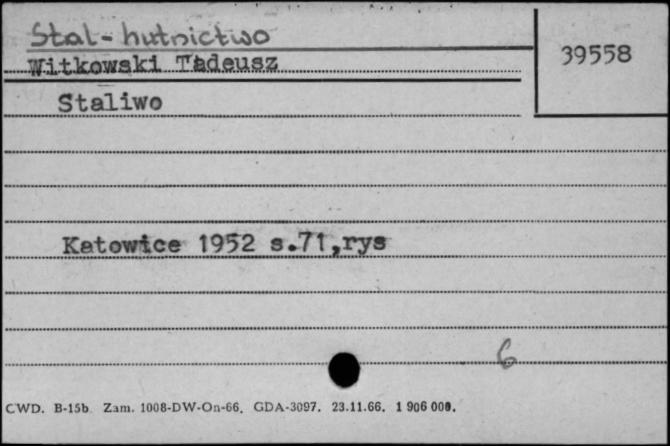 Stal-hutnictwo
39558
Witkowski Tadeusz
Staliwo
Katowice 1952 s.71,rys
6
CWD. B-15b Zam. 1008-DW-On-66. GDA-3097. 23.11.66. 1 906 000.